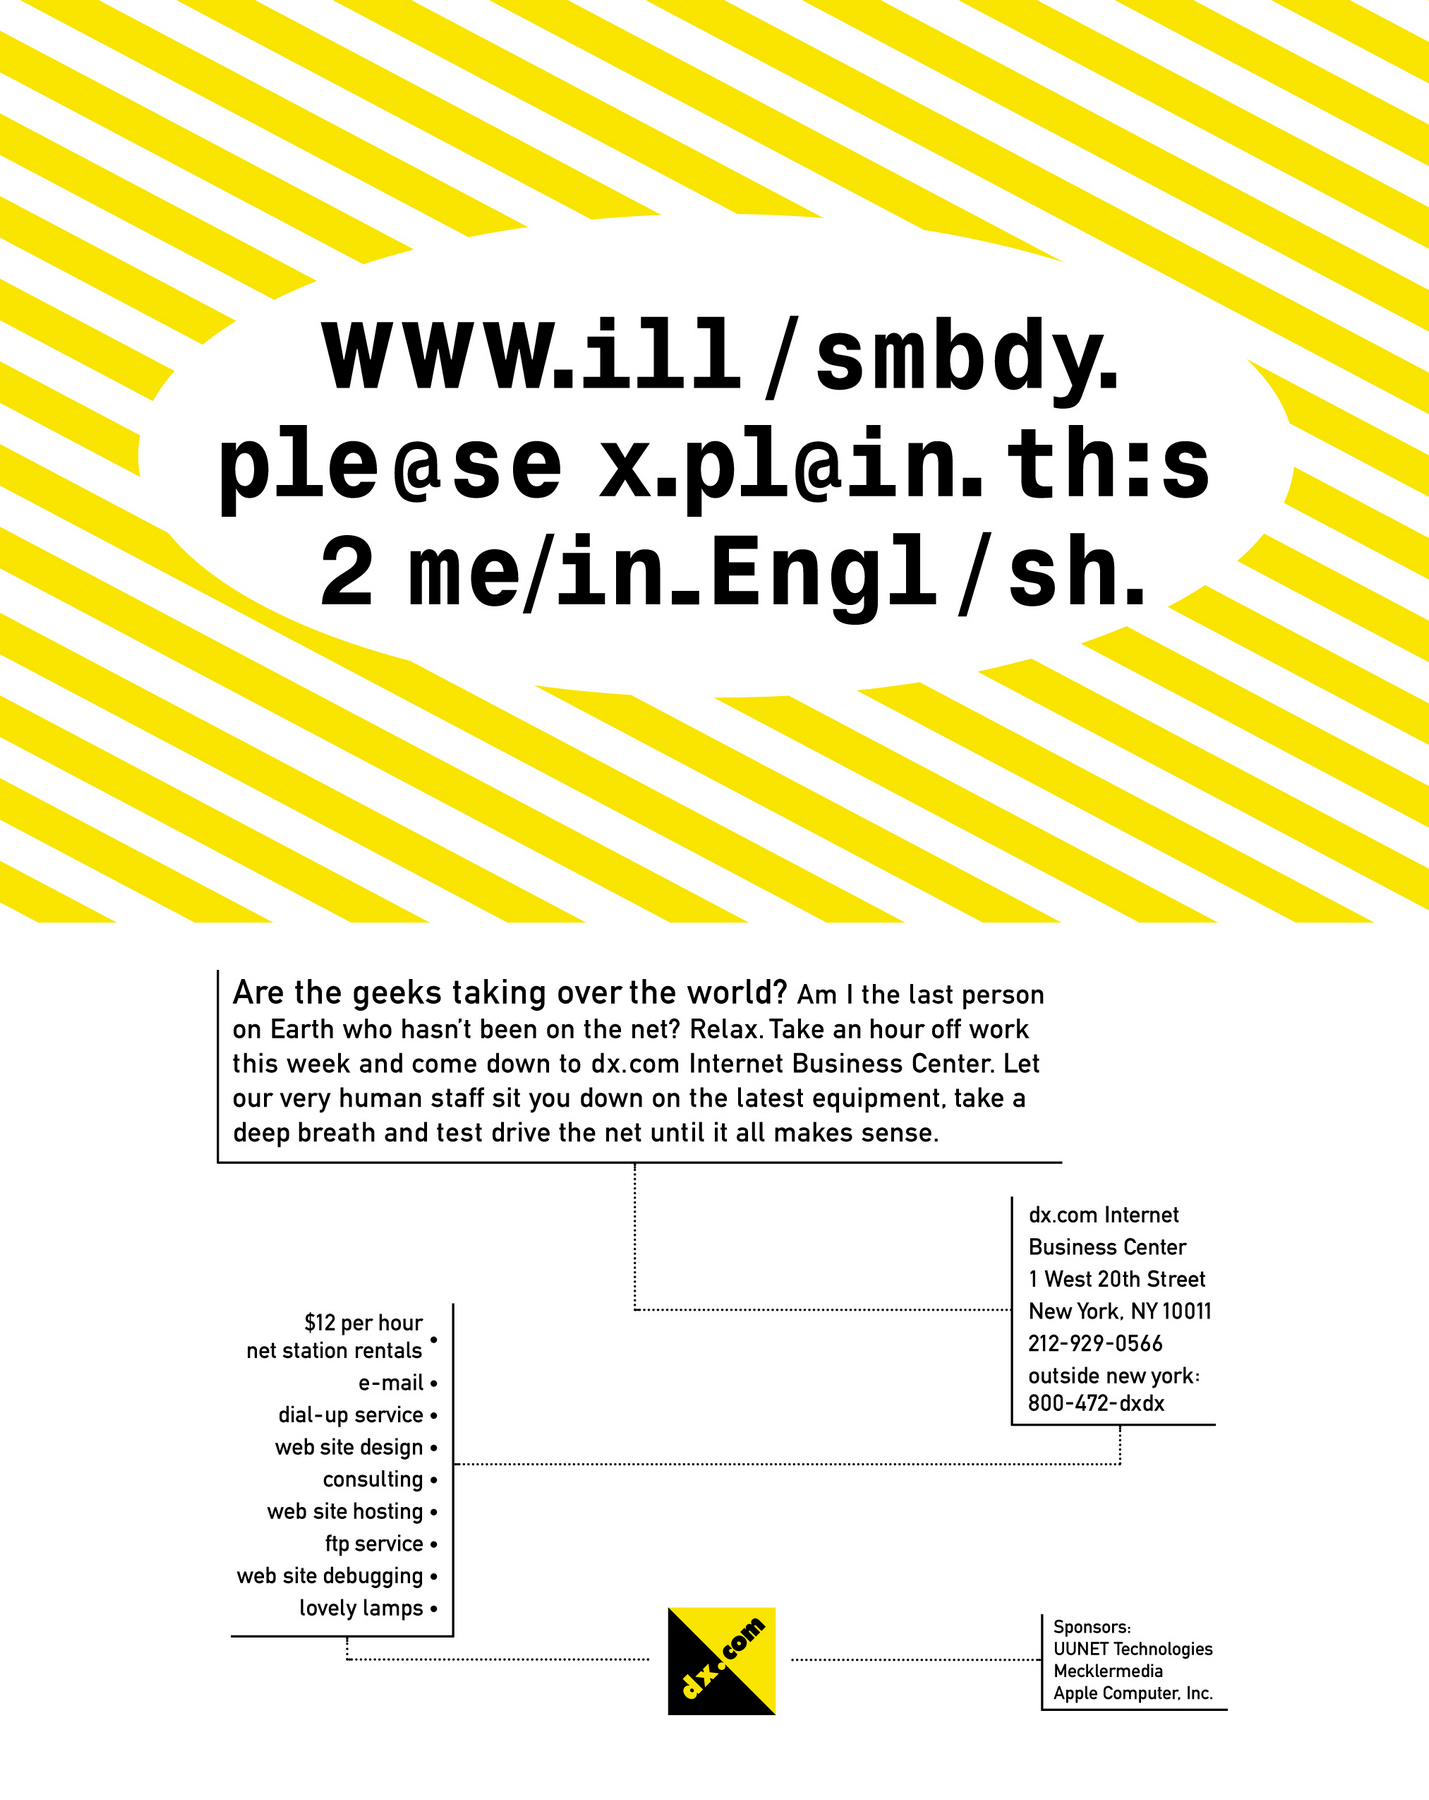 www.ill/smbdy.
ple@se x.pl@in. th:s
2 me/in_Engl/sh.
Are the geeks taking over the world? Am I the last person
on Earth who hasn't been on the net? Relax. Take an hour off work
this week and come down to dx.com Internet Business Center. Let
our very human staff sit you down on the latest equipment, take a
deep breath and test drive the net until it all makes sense.
dx.com Internet
Business Center
1 West 20th Street
New York, NY 10011
212-929-0566
outside new york:
800-472-dxdx
$12 per hour
net station rentals •
e-mail •
dial-up service •
web site design •
consulting •
web site hosting •
ftp service •
web site debugging •
lovely lamps •
dx.com
Sponsors:
UUNET Technologies
Mecklermedia
Apple Computer, Inc.